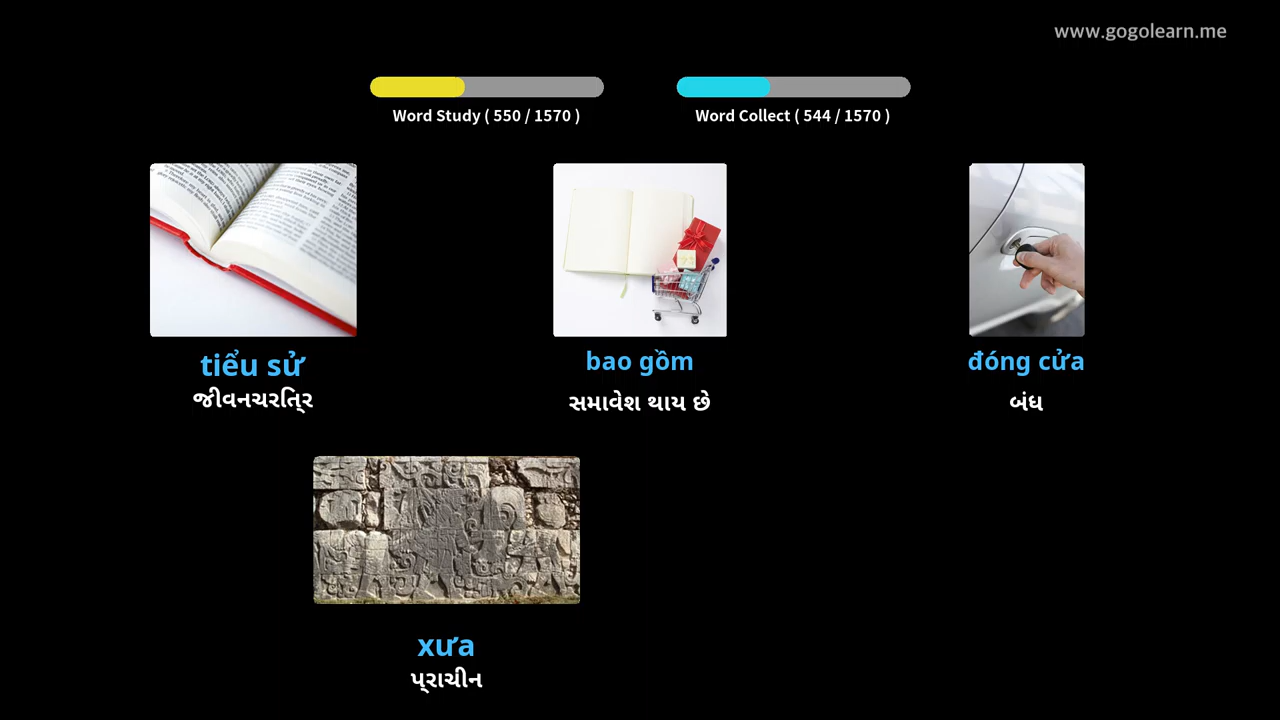 www.gogolearn.me
Word Study ( 550 / 1570 )
Word Collect ( 544 / 1570 )
tiểu sử
જીવનચરિત્ર
bao gồm
સમાવેશ થાય છે
đóng cửa
બંધ
xưa
પ્રાચીન